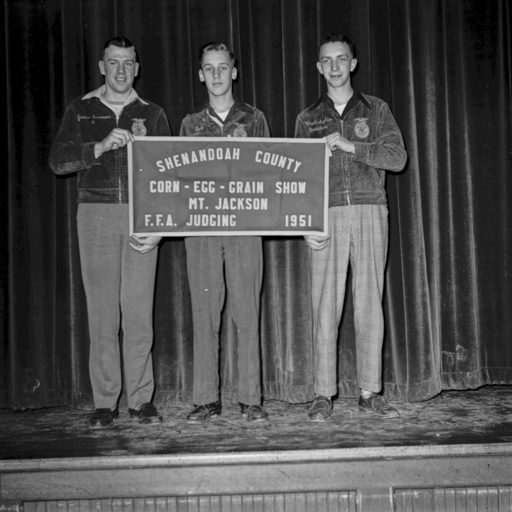 SHENANDOAH COUNTY
CORN - EGG - GRAIN SHOW
MT. JACKSON
F.F.A. JUDGING 1951